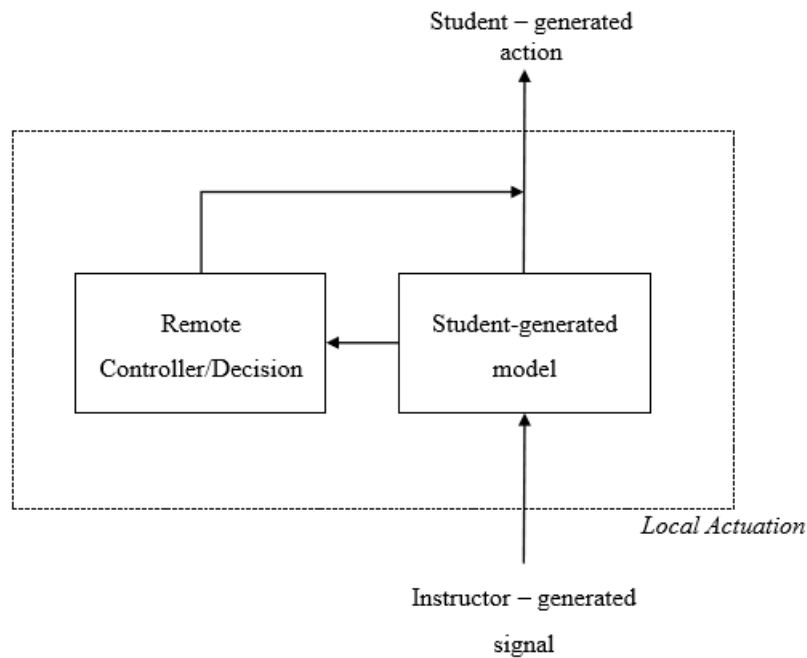 Student – generated
action
Remote
Controller/Decision
Student-generated
model
Local Actuation
Instructor – generated
signal